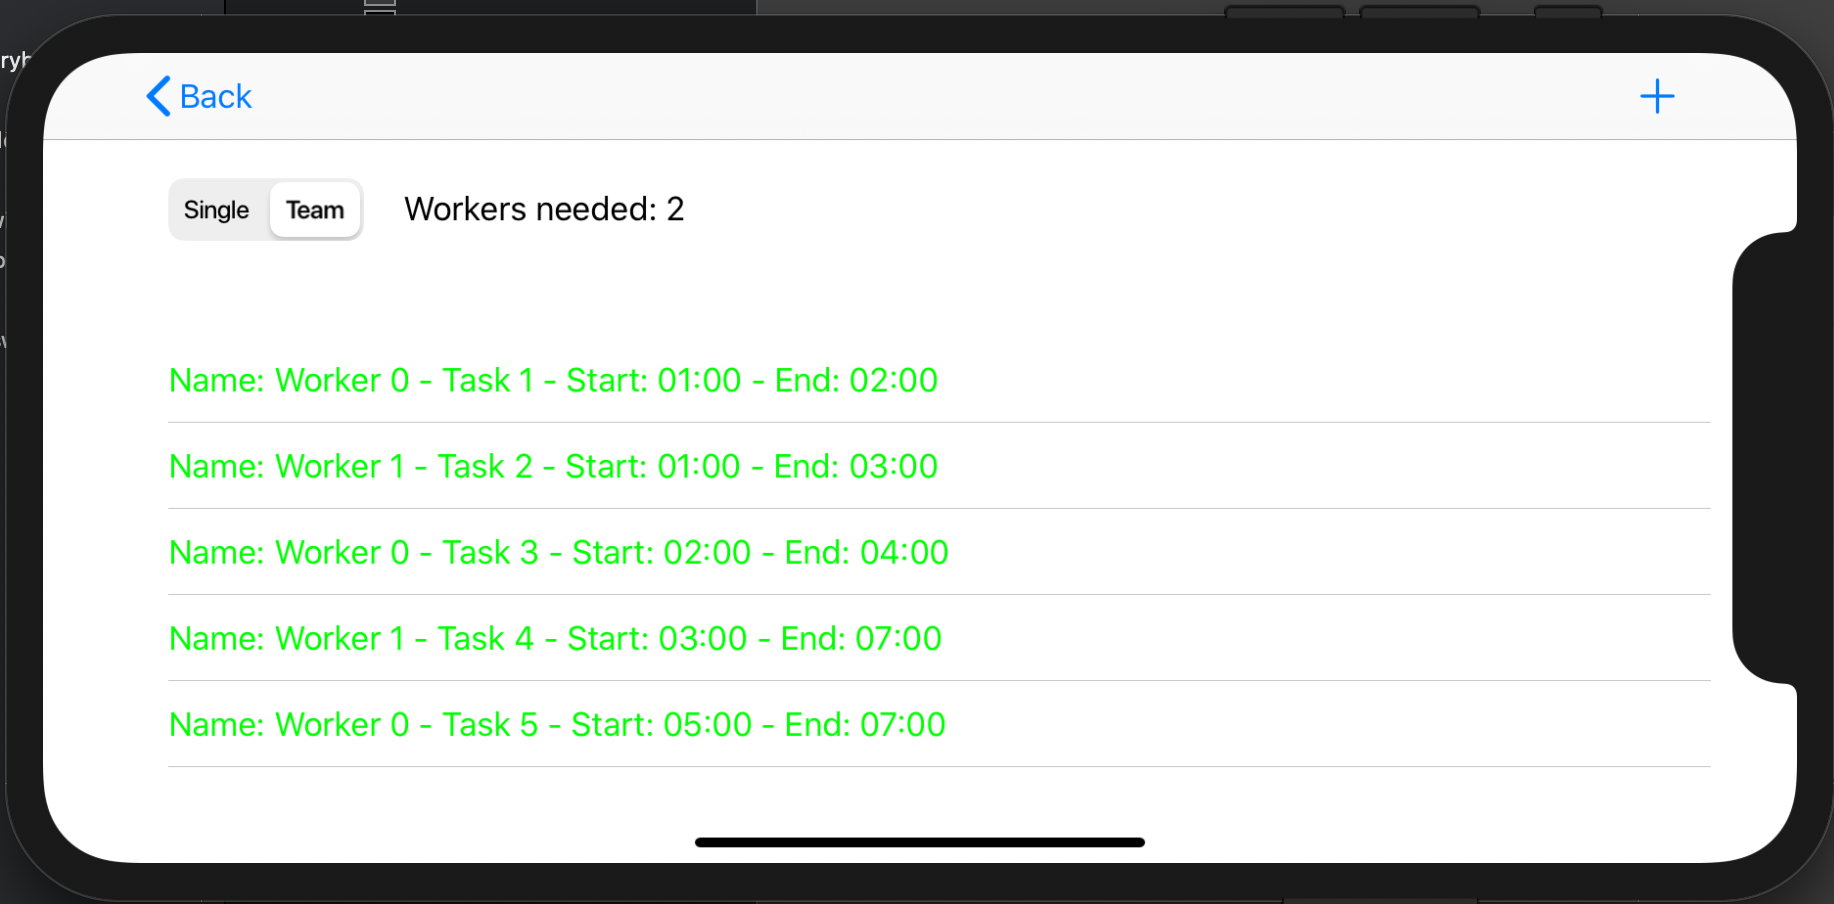 Back
Single Team Workers needed: 2
Name: Worker 0 - Task 1 - Start: 01:00 - End: 02:00
Name: Worker 1 - Task 2 - Start: 01:00 - End: 03:00
Name: Worker 0 - Task 3 - Start: 02:00 - End: 04:00
Name: Worker 1 - Task 4 - Start: 03:00 - End: 07:00
Name: Worker 0 - Task 5 - Start: 05:00 - End: 07:00